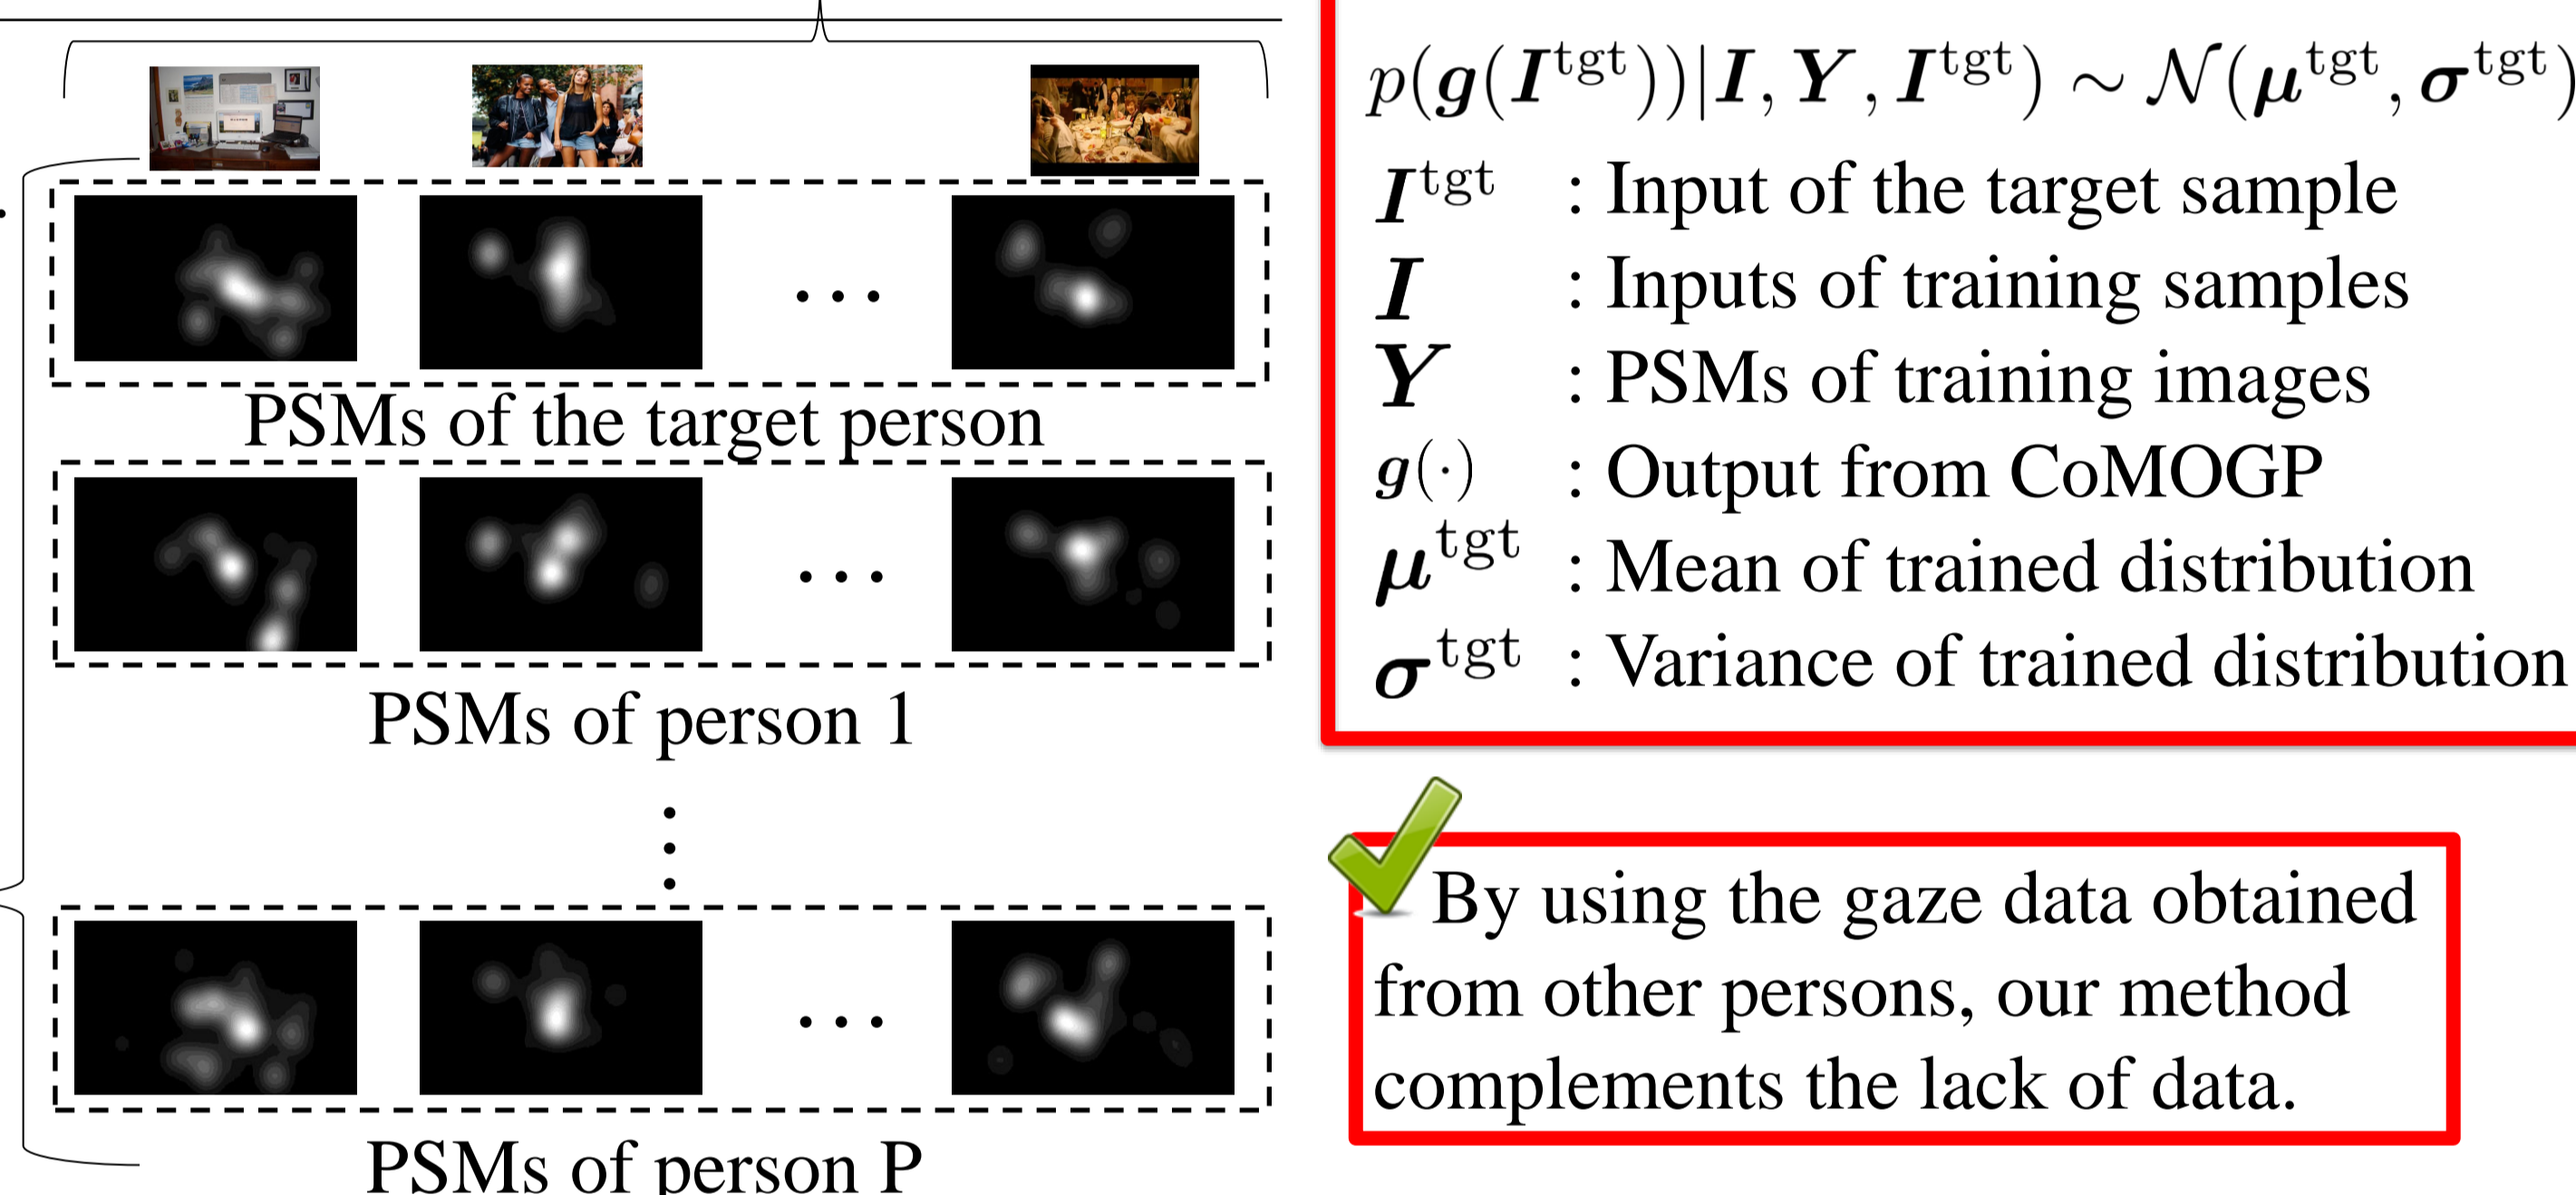 PSMs of the target person
PSMs of person 1
PSMs of person P
p(g(I^tgt))|I, Y, I^tgt) ∼ N(μ^tgt, σ^tgt)
I^tgt : Input of the target sample
I : Inputs of training samples
Y : PSMs of training images
g(·) : Output from CoMOGP
μ^tgt : Mean of trained distribution
σ^tgt : Variance of trained distribution
By using the gaze data obtained
from other persons, our method
complements the lack of data.